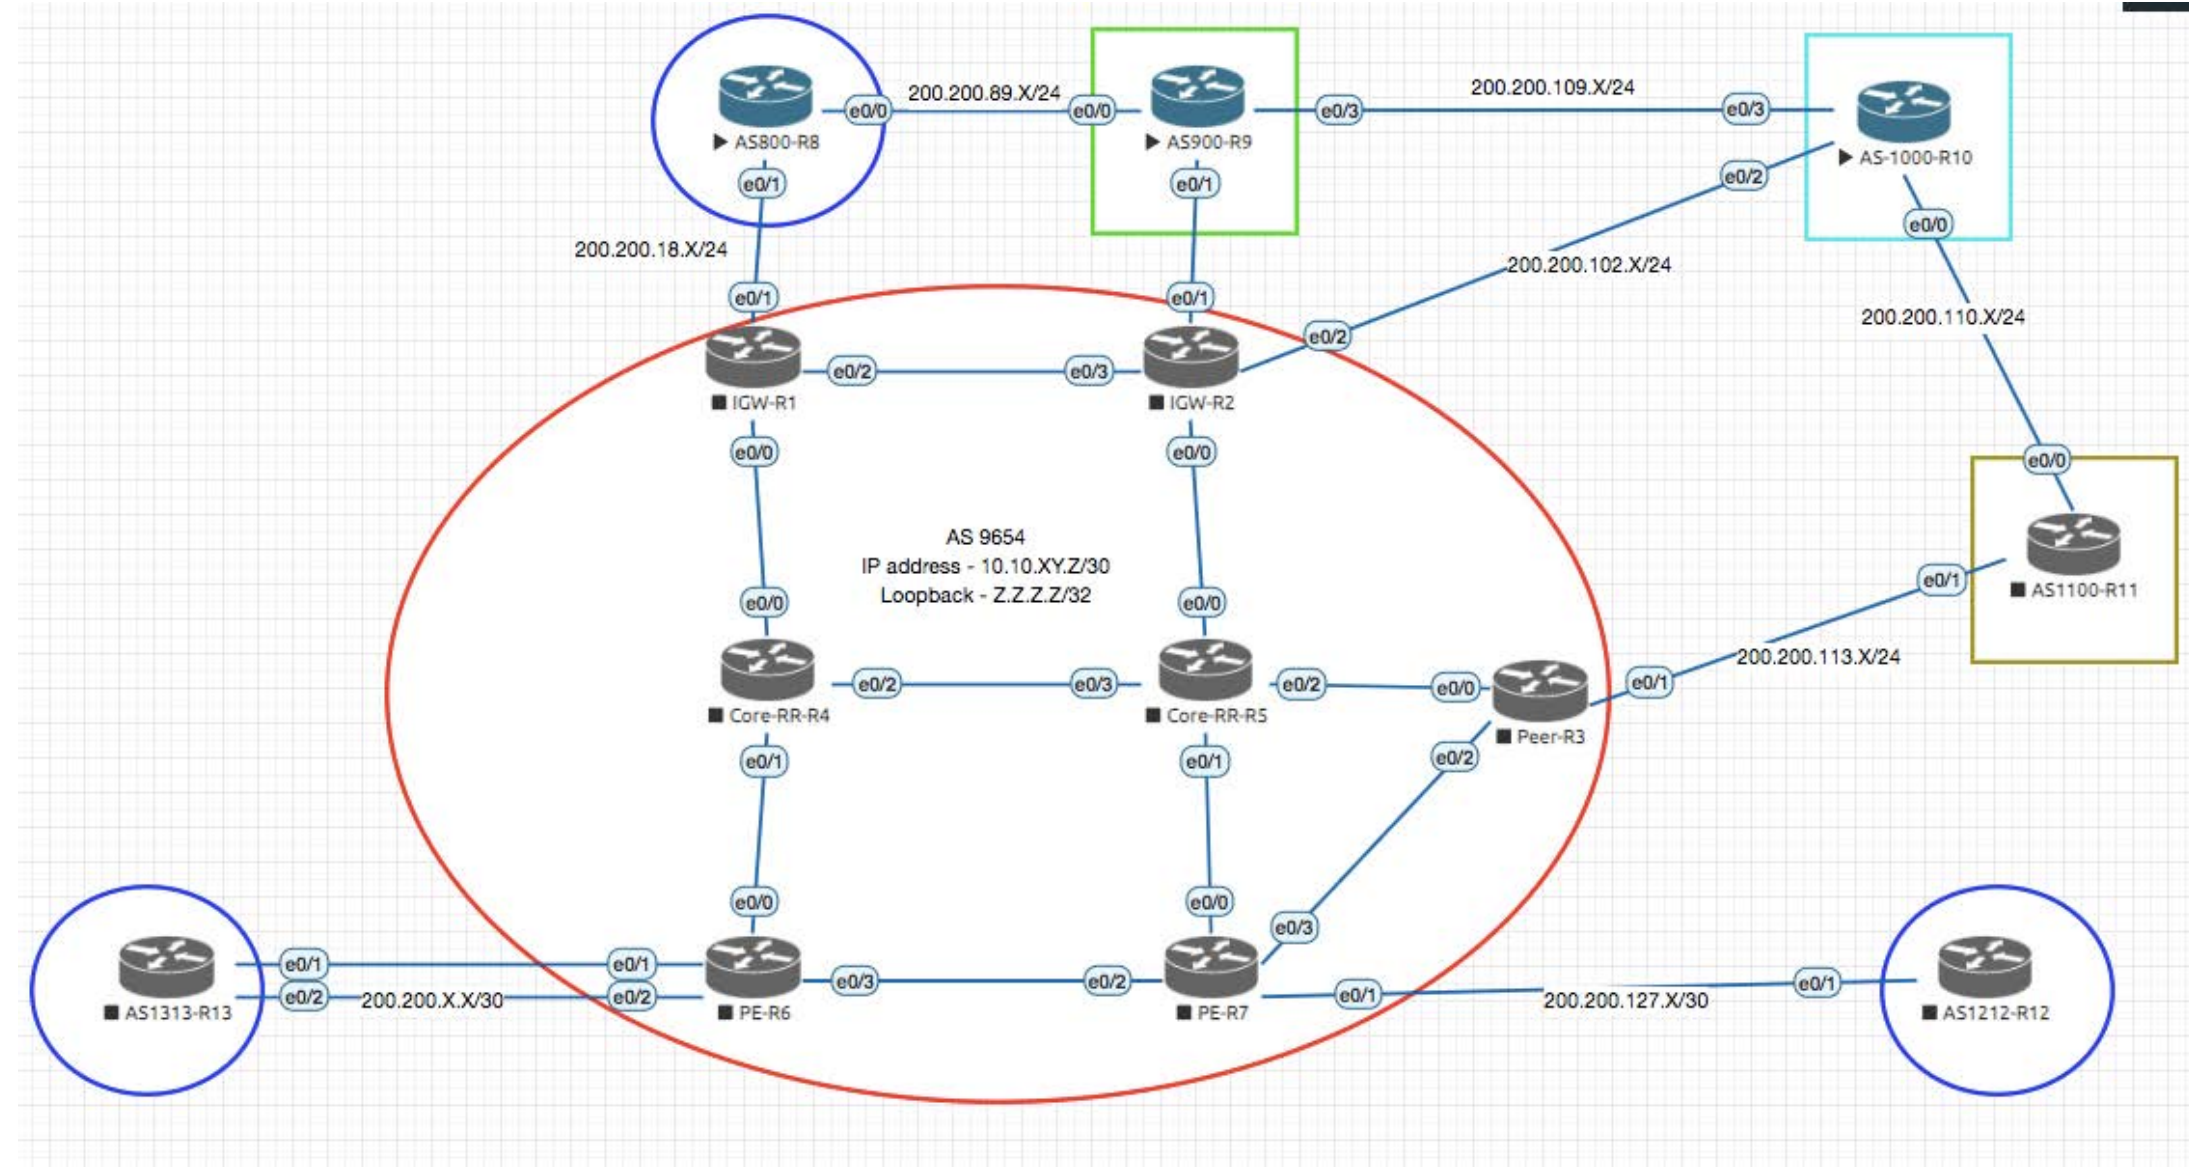 e0/0
200.200.89.X/24
e0/0
e0/3
200.200.109.X/24
e0/3
AS800-R8
AS900-R9
AS-1000-R10
e0/1
e0/1
e0/2
e0/0
200.200.18.X/24
200.200.102.X/24
e0/1
e0/1
200.200.110.X/24
e0/2
e0/2
e0/3
IGW-R1
IGW-R2
e0/0
e0/0
e0/0
AS 9654
IP address - 10.10.XY.Z/30
Loopback - Z.Z.Z.Z/32
e0/0
e0/0
e0/1
AS1100-R11
200.200.113.X/24
e0/2
e0/3
e0/2
e0/0
e0/1
Core-RR-R4
Core-RR-R5
Peer-R3
e0/1
e0/1
e0/2
e0/0
e0/0
e0/3
e0/1
e0/1
e0/3
e0/2
e0/1
e0/1
e0/2
200.200.X.X/30
e0/2
200.200.127.X/30
AS1313-R13
PE-R6
PE-R7
AS1212-R12